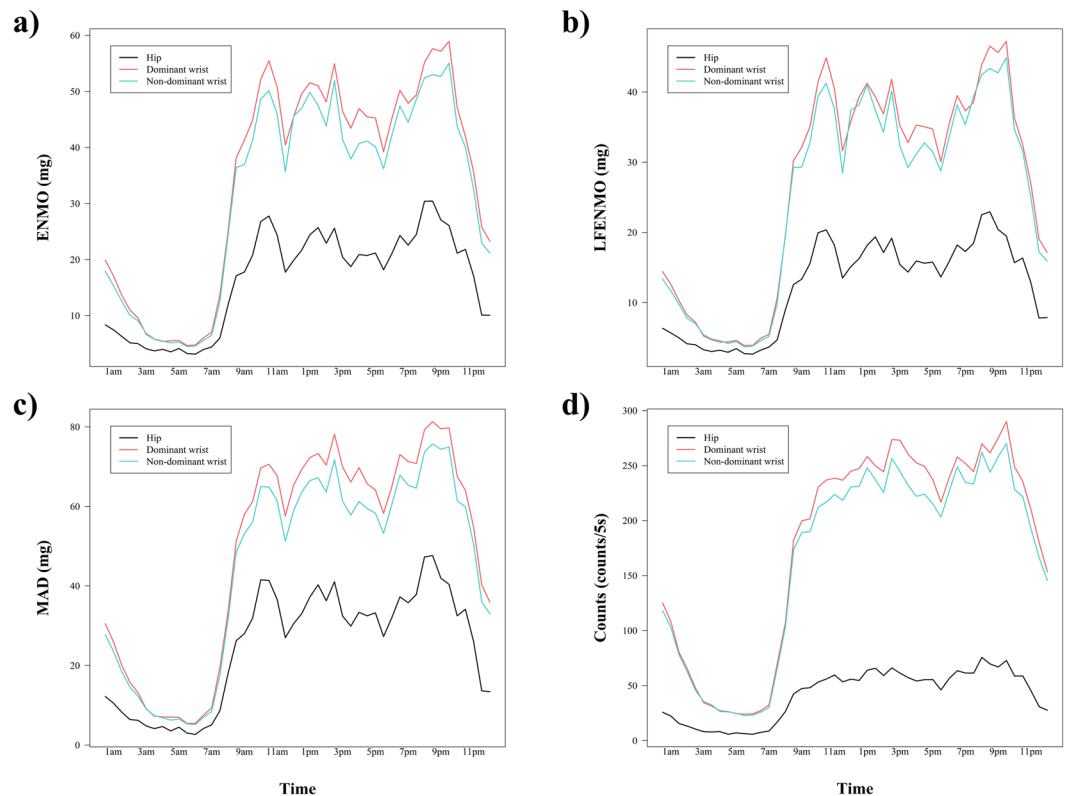 a)
ENMO (mg)
60
50
40
30
20
10
Hip
Dominant wrist
Non-dominant wrist
1am 3am 5am 7am 9am 11am 1pm 3pm 5pm 7pm 9pm 11pm
b)
LFENMO (mg)
40
30
20
10
Hip
Dominant wrist
Non-dominant wrist
1am 3am 5am 7am 9am 11am 1pm 3pm 5pm 7pm 9pm 11pm
c)
MAD (mg)
80
60
40
20
0
Hip
Dominant wrist
Non-dominant wrist
1am 3am 5am 7am 9am 11am 1pm 3pm 5pm 7pm 9pm 11pm
Time
d)
Counts (counts/5s)
300
250
200
150
100
50
0
Hip
Dominant wrist
Non-dominant wrist
1am 3am 5am 7am 9am 11am 1pm 3pm 5pm 7pm 9pm 11pm
Time